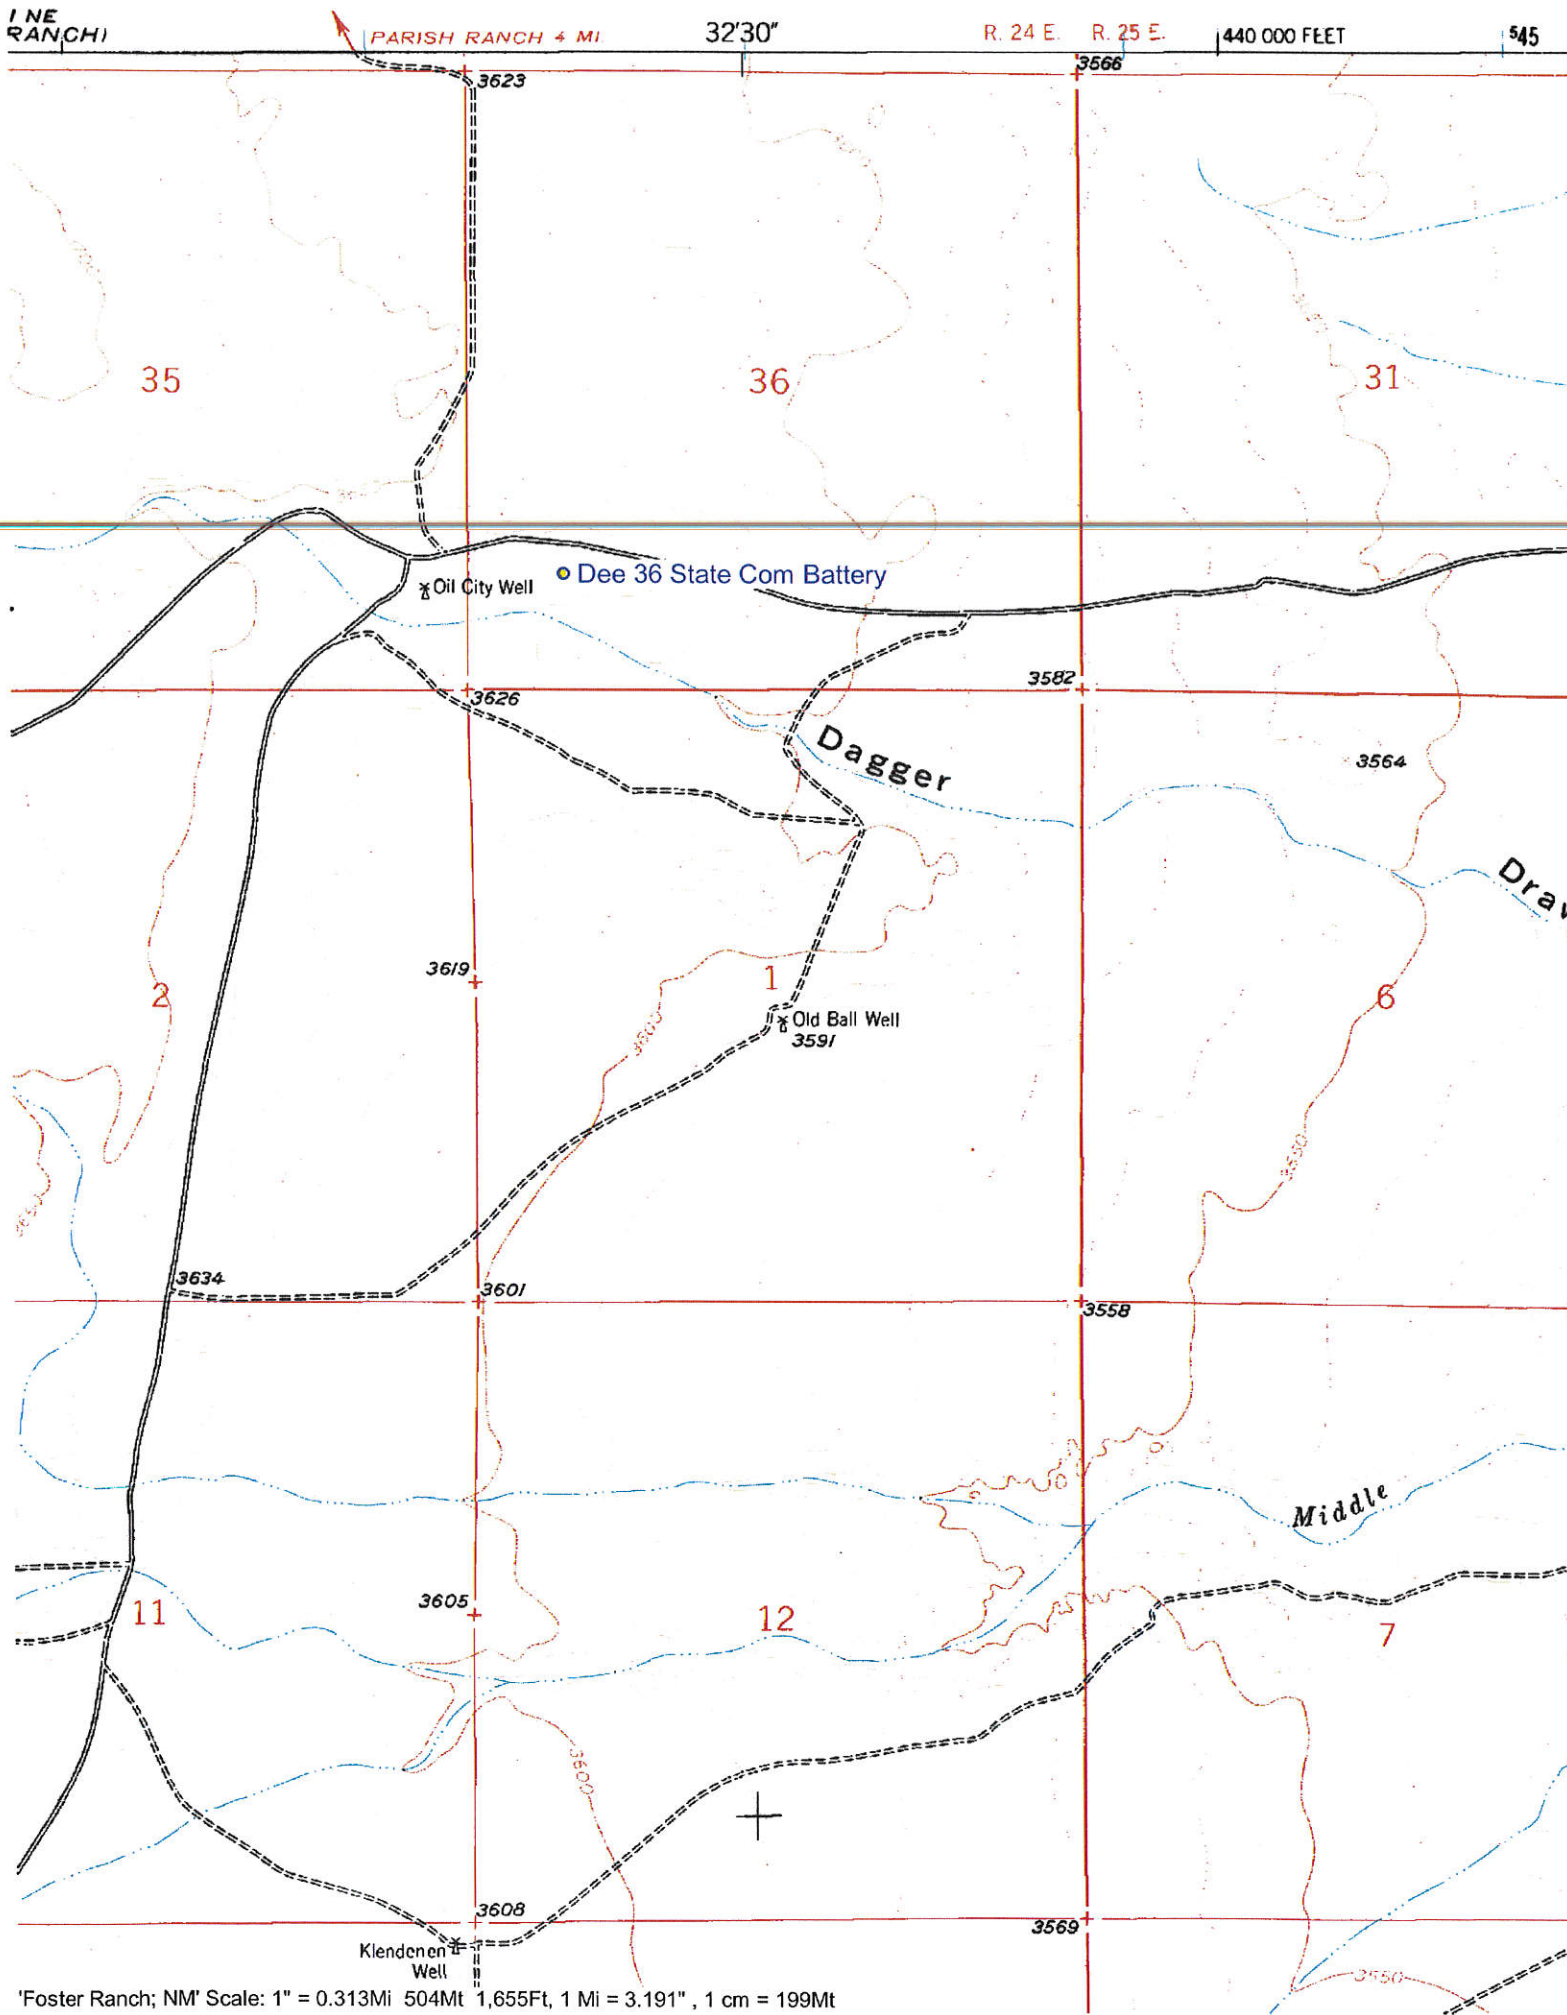 I NE
RANCH)
PARISH RANCH 4 MI.
32'30"
R. 24 E.
R. 25 E.
440 000 FEET
545
3623
3566
35
36
31
Dee 36 State Com Battery
Oil City Well
3626
3582
Dagger
3564
Draw
3619
2
1
6
Old Ball Well
3591
3600
3550
3650
3634
3601
3558
Middle
3605
11
12
7
3600
3608
3569
Klendenen
Well
3550
'Foster Ranch; NM' Scale: 1" = 0.313Mi 504Mt 1,655Ft, 1 Mi = 3.191", 1 cm = 199Mt